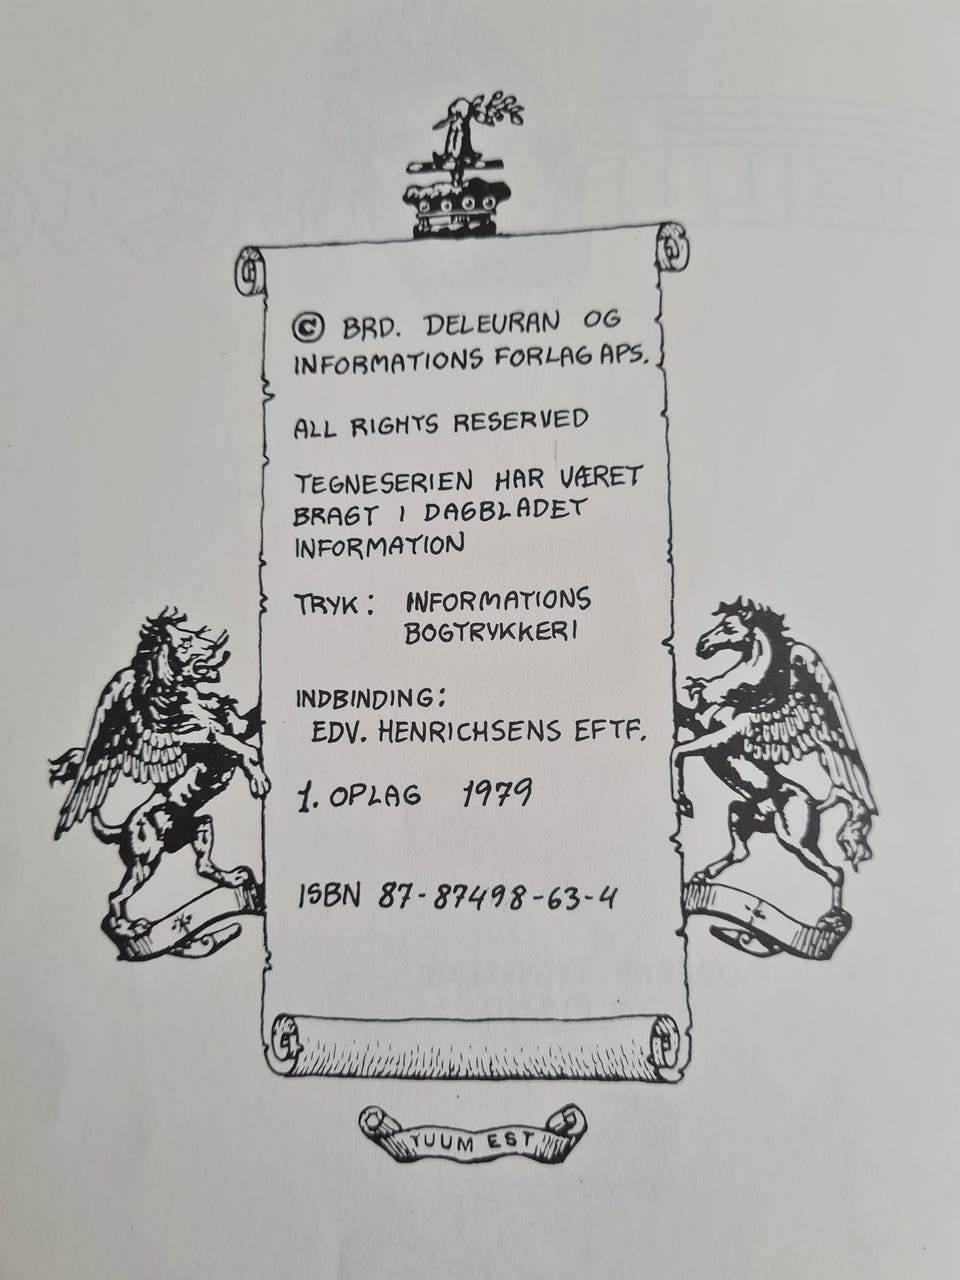 © BRD. DELEURAN OG
INFORMATIONS FORLAG APS.
ALL RIGHTS RESERVED
TEGNESERIEN HAR VÆRET
BRAGT I DAGBLADET
INFORMATION
TRYK: INFORMATIONS
BOGTRYKKERI
INDBINDING:
EDV. HENRICHSENS EFTF.
1. OPLAG 1979
ISBN 87-87498-63-4
TUUM EST